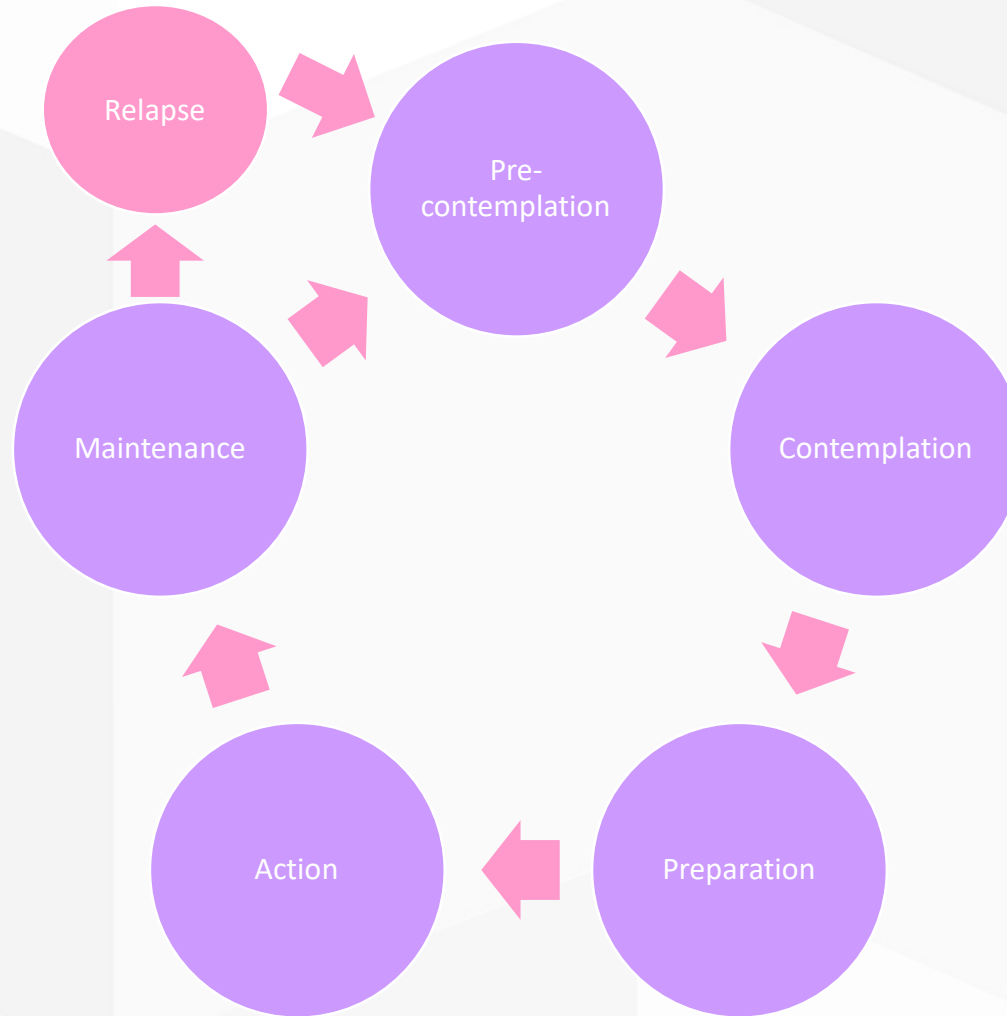 Relapse
Pre-
contemplation
Maintenance
Contemplation
Action
Preparation